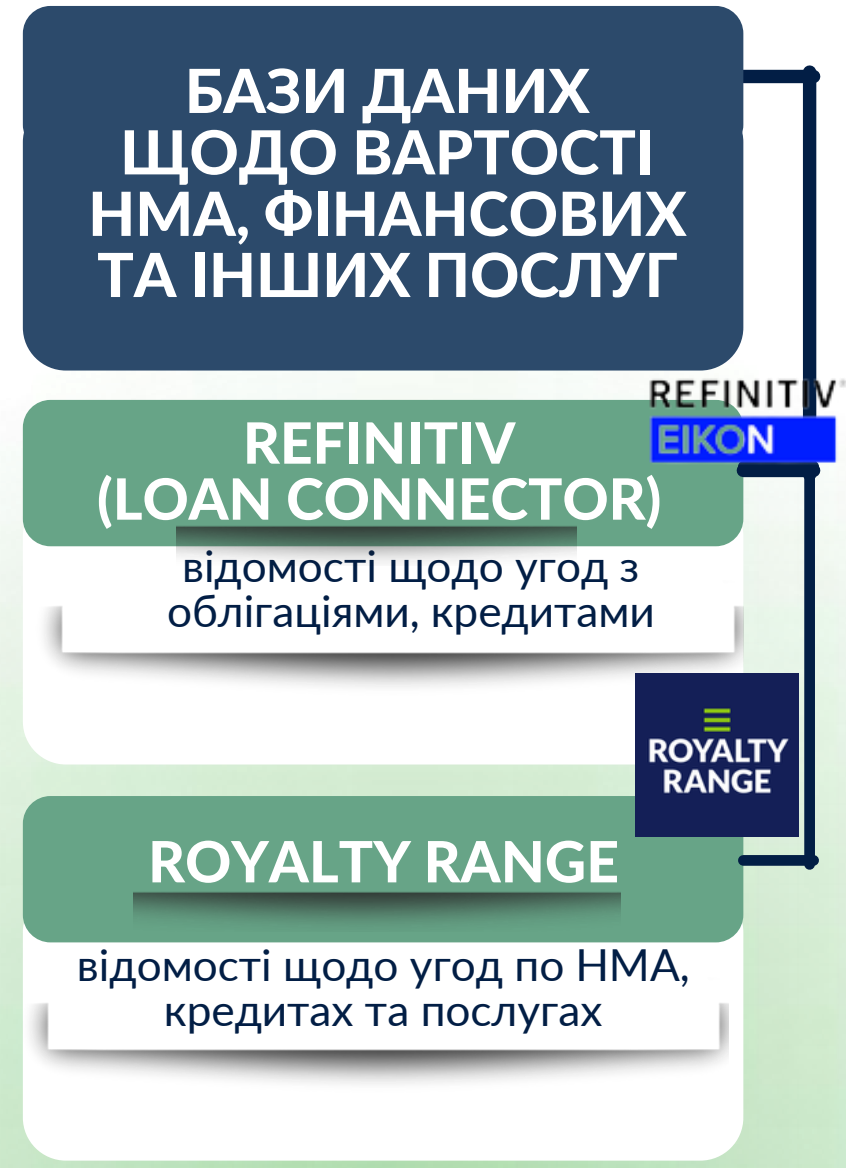 БАЗИ ДАНИХ
ЩОДО ВАРТОСТІ
НМА, ФІНАНСОВИХ
ТА ІНШИХ ПОСЛУГ
REFINITIV
EIKON
REFINITIV
(LOAN CONNECTOR)
відомості щодо угод з
облігаціями, кредитами
ROYALTY
RANGE
ROYALTY RANGE
відомості щодо угод по НМА,
кредитах та послугах